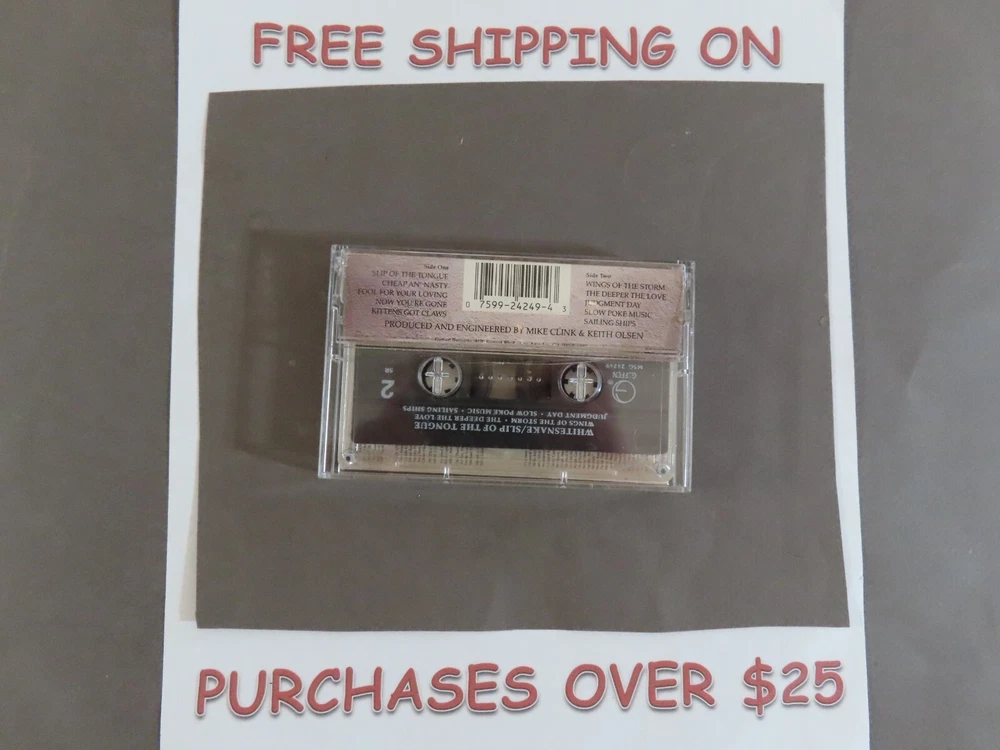 FREE SHIPPING ON
Side One
SLIP OF THE TONGUE
CHEAP AN' NASTY
FOOL FOR YOUR LOVING
NOW YOU'RE GONE
KITTENS GOT CLAWS
0 7599-24249-4 3
Side Two
WINGS OF THE STORM
THE DEEPER THE LOVE
JUDGMENT DAY
SLOW POKE MUSIC
SAILING SHIPS
PRODUCED AND ENGINEERED BY MIKE CLINK & KEITH OLSEN
WHITESNAKE/SLIP OF THE TONGUE
WINGS OF THE STORM • THE DEEPER THE LOVE
JUDGMENT DAY • SLOW POKE MUSIC • SAILING SHIPS
2
SR
GEFFEN
M5G 24249
PURCHASES OVER $25